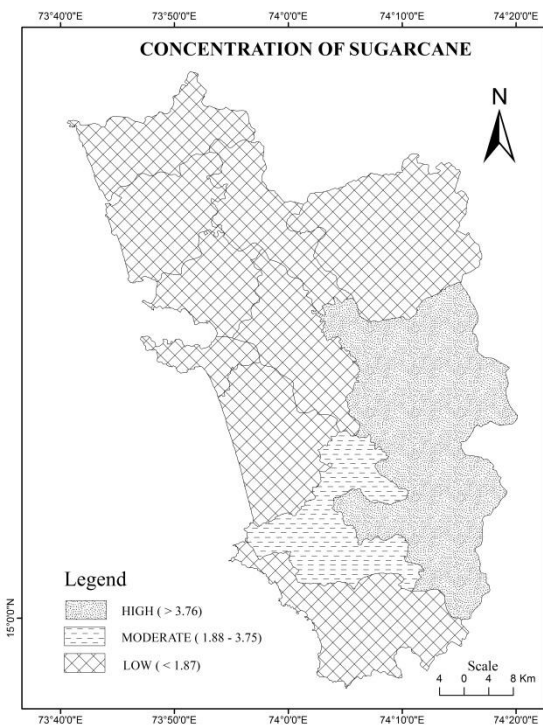 73°40'0"E 73°50'0"E 74°0'0"E 74°10'0"E 74°20'0"E
CONCENTRATION OF SUGARCANE
N
Legend
HIGH ( > 3.76)
MODERATE ( 1.88 - 3.75)
LOW ( < 1.87)
15°0'0"N
Scale
4 0 4 8 Km
73°40'0"E 73°50'0"E 74°0'0"E 74°10'0"E 74°20'0"E